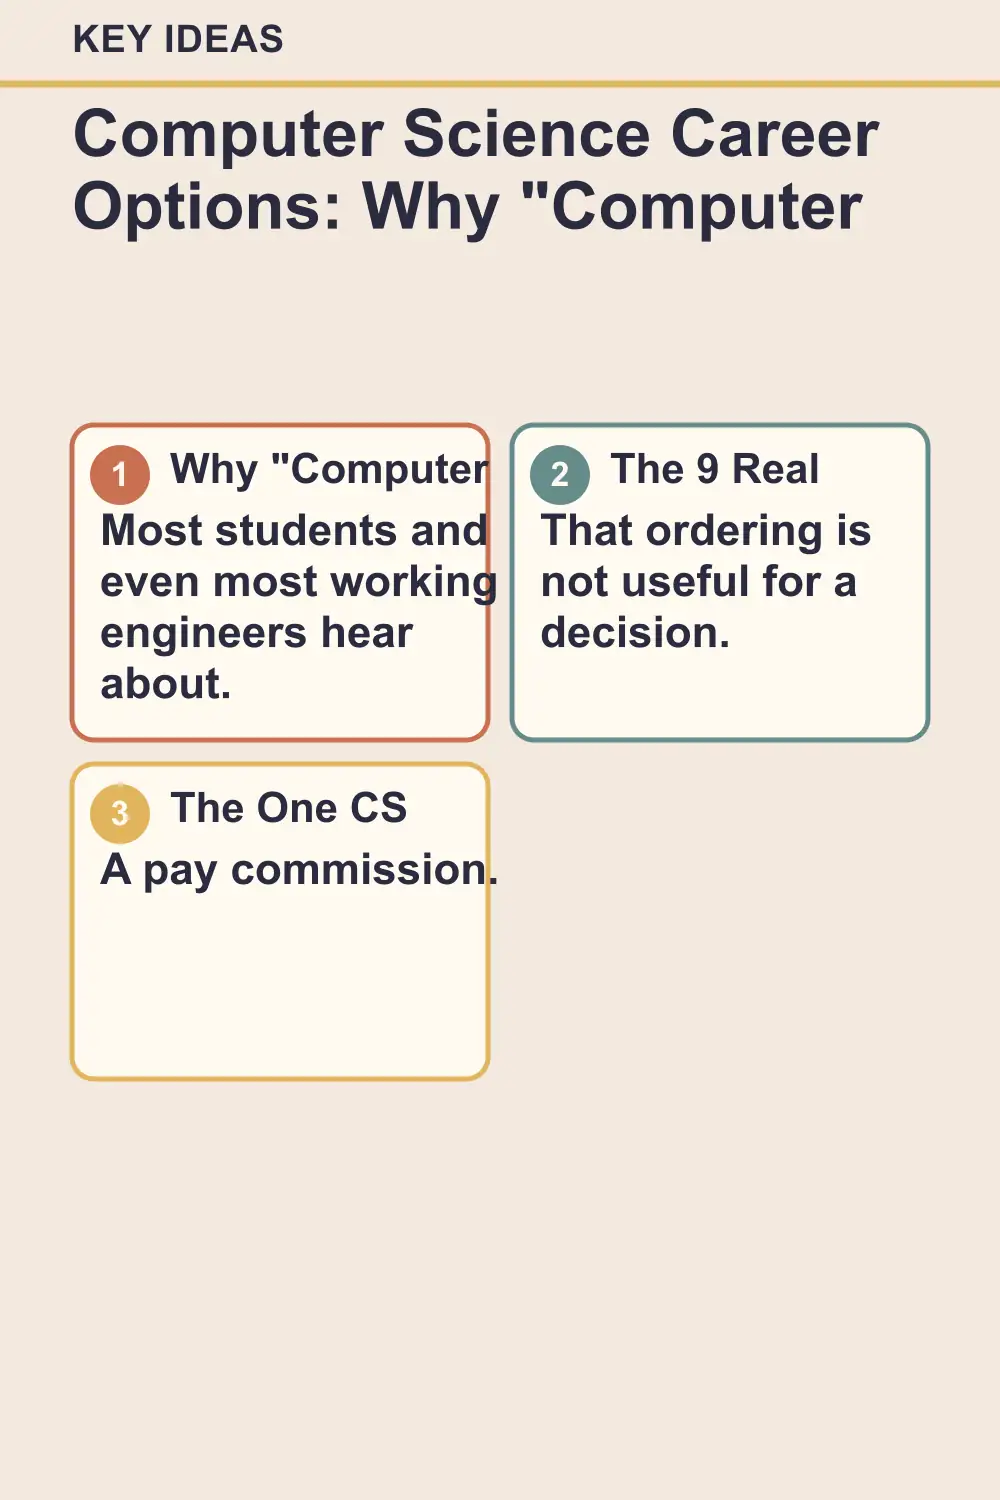 KEY IDEAS
Computer Science Career
Options: Why "Computer
1 Why "Computer
Most students and
even most working
engineers hear
about.
2 The 9 Real
That ordering is
not useful for a
decision.
3 The One CS
A pay commission.